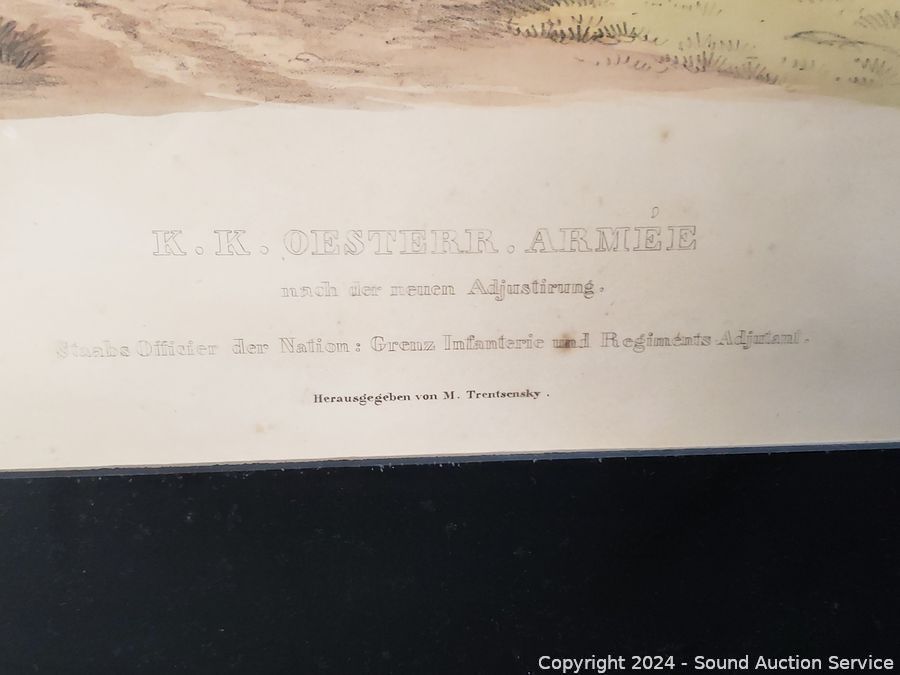 K. K. OESTERR. ARMÉE
nach der neuen Adjustirung.
Staabs Officier der Nation: Grenz Infanterie und Regiments Adjutant.
Herausgegeben von M. Trentsensky.
Copyright 2024 - Sound Auction Service